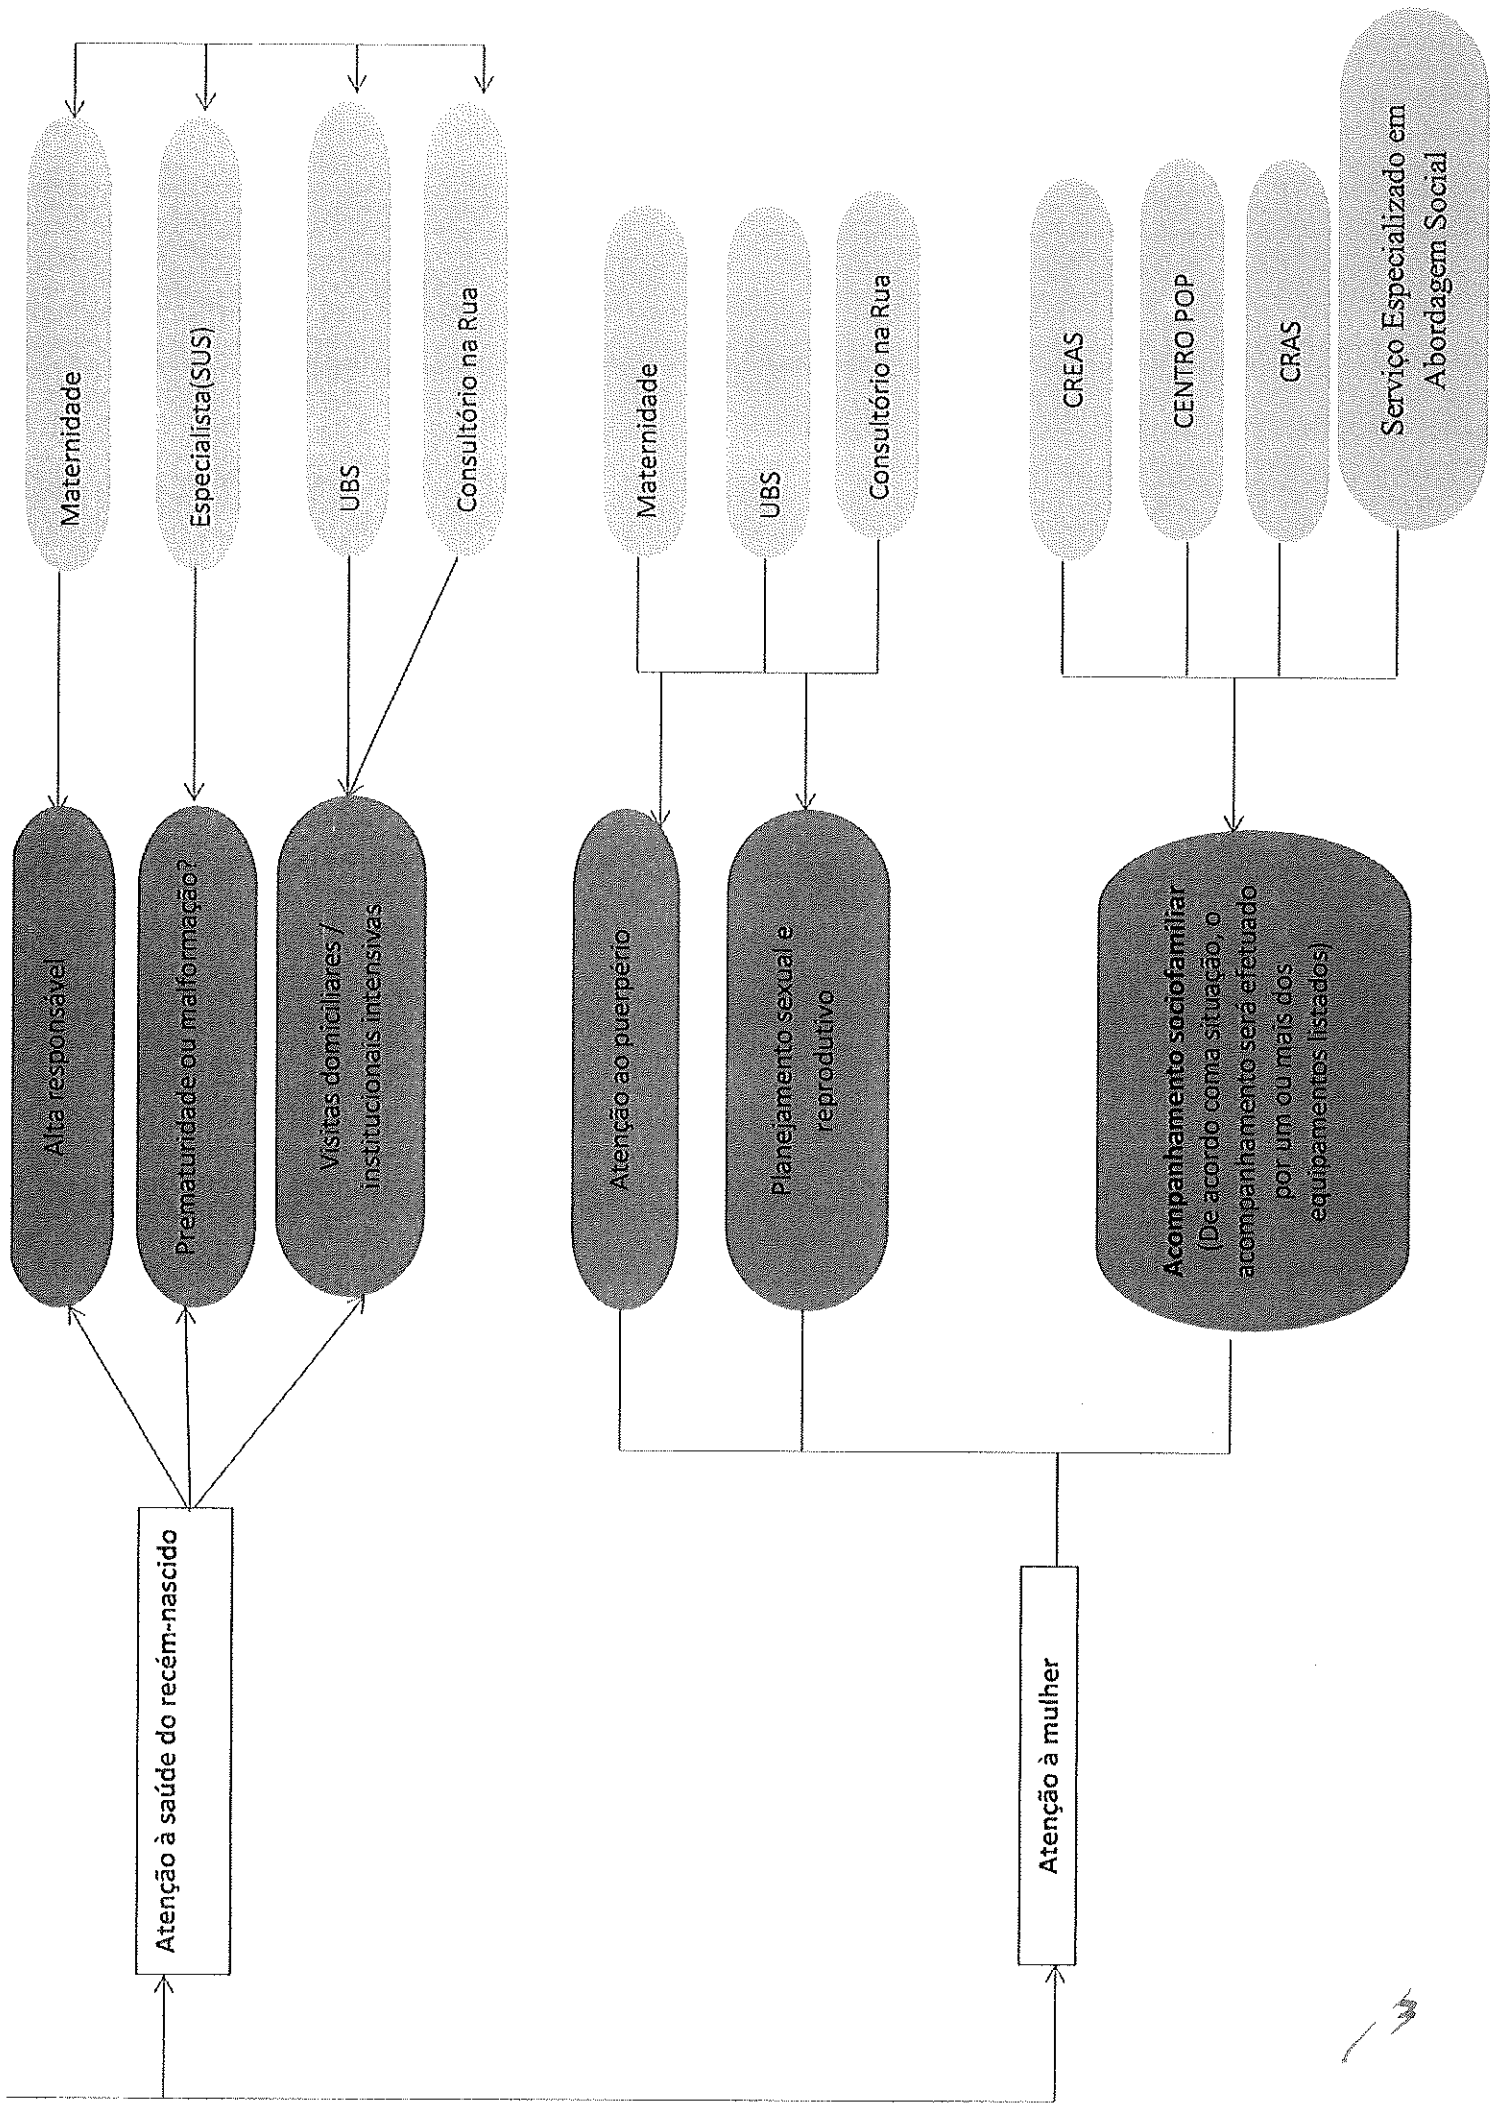 Atenção à saúde do recém-nascido
Alta responsável
Prematuridade ou malformação?
Visitas domiciliares /
institucionais intensivas
Maternidade
Especialista(SUS)
UBS
Consultório na Rua
Atenção à mulher
Atenção ao puerpério
Planejamento sexual e
reprodutivo
Maternidade
UBS
Consultório na Rua
Acompanhamento sociofamiliar
(De acordo coma situação, o
acompanhamento será efetuado
por um ou mais dos
equipamentos listados)
CREAS
CENTRO POP
CRAS
Serviço Especializado em
Abordagem Social